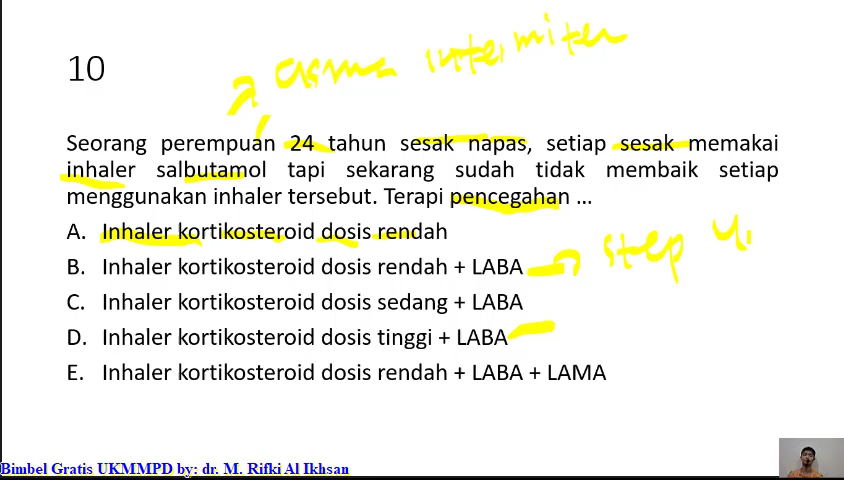 10
asma intermiten
Seorang perempuan 24 tahun sesak napas, setiap sesak memakai
inhaler salbutamol tapi sekarang sudah tidak membaik setiap
menggunakan inhaler tersebut. Terapi pencegahan ...
A. Inhaler kortikosteroid dosis rendah
B. Inhaler kortikosteroid dosis rendah + LABA
step
C. Inhaler kortikosteroid dosis sedang + LABA
D. Inhaler kortikosteroid dosis tinggi + LABA
E. Inhaler kortikosteroid dosis rendah + LABA + LAMA
Bimbel Gratis UKMMPD by: dr. M. Rifki Al Ikhsan